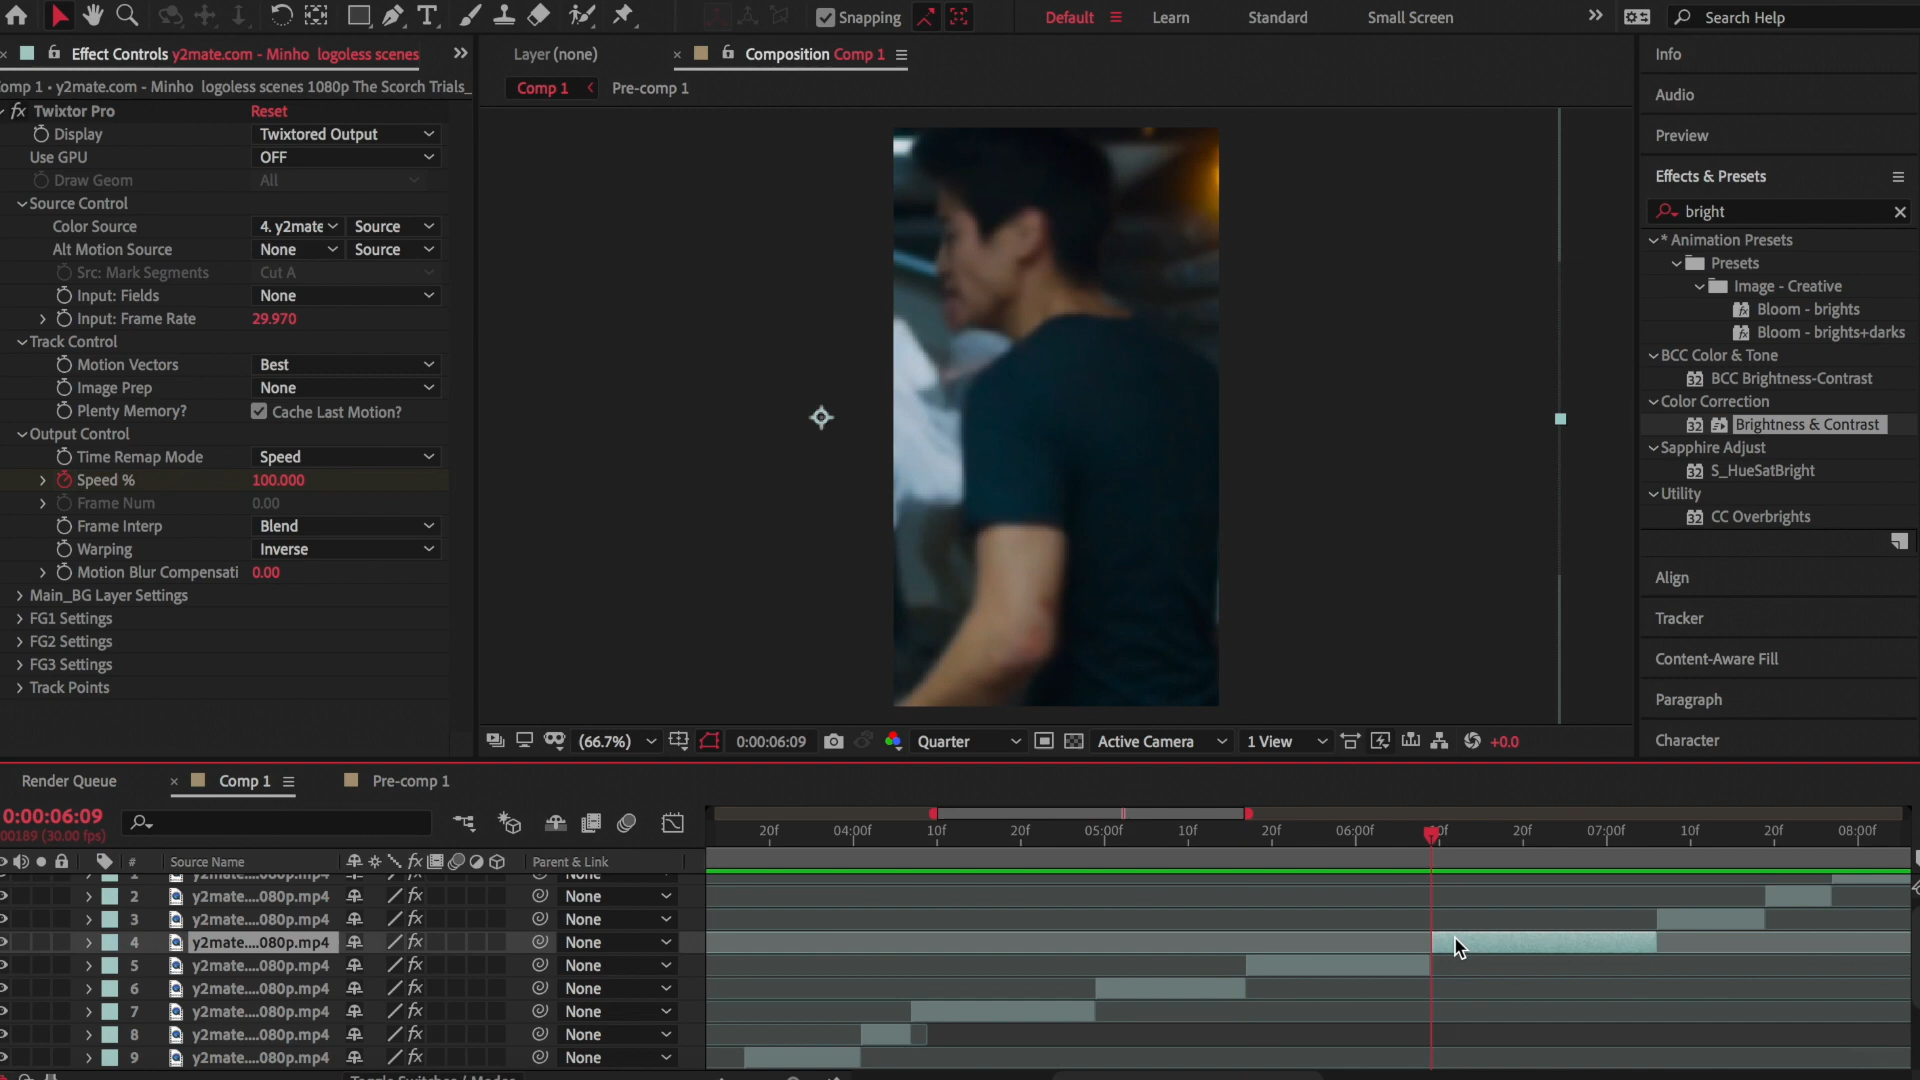 Snapping
Default
Learn
Standard
Small Screen
Search Help
Effect Controls y2mate.com - Minho logoless scenes
Layer (none)
Composition Comp 1
Info
omp 1 • y2mate.com - Minho logoless scenes 1080p The Scorch Trials_
Comp 1
Pre-comp 1
Audio
fx Twixtor Pro
Reset
Display
Twixtored Output
Preview
Use GPU
OFF
Draw Geom
All
Effects & Presets
Source Control
bright
Color Source
4. y2mate
Source
* Animation Presets
Alt Motion Source
None
Source
Presets
Src: Mark Segments
Cut A
Image - Creative
Input: Fields
None
Bloom - brights
Input: Frame Rate
29.970
Bloom - brights+darks
Track Control
BCC Color & Tone
Motion Vectors
Best
BCC Brightness-Contrast
Image Prep
None
Color Correction
Plenty Memory?
Cache Last Motion?
Brightness & Contrast
Output Control
Sapphire Adjust
Time Remap Mode
Speed
S_HueSatBright
Speed %
100.000
Utility
Frame Num
0.00
CC Overbrights
Frame Interp
Blend
Warping
Inverse
Motion Blur Compensati
0.00
Align
Main_BG Layer Settings
FG1 Settings
Tracker
FG2 Settings
FG3 Settings
Content-Aware Fill
Track Points
Paragraph
(66.7%)
0:00:06:09
Quarter
Active Camera
1 View
+0.0
Character
Render Queue
Comp 1
Pre-comp 1
0:00:06:09
00189 (30.00 fps)
20f
04:00f
10f
20f
05:00f
10f
20f
06:00f
20f
07:00f
10f
20f
08:00f
#
Source Name
fx
Parent & Link
2 y2mate....080p.mp4 fx None
3 y2mate....080p.mp4 fx None
4 y2mate....080p.mp4 fx None
5 y2mate....080p.mp4 fx None
6 y2mate....080p.mp4 fx None
7 y2mate....080p.mp4 fx None
8 y2mate....080p.mp4 fx None
9 y2mate....080p.mp4 fx None